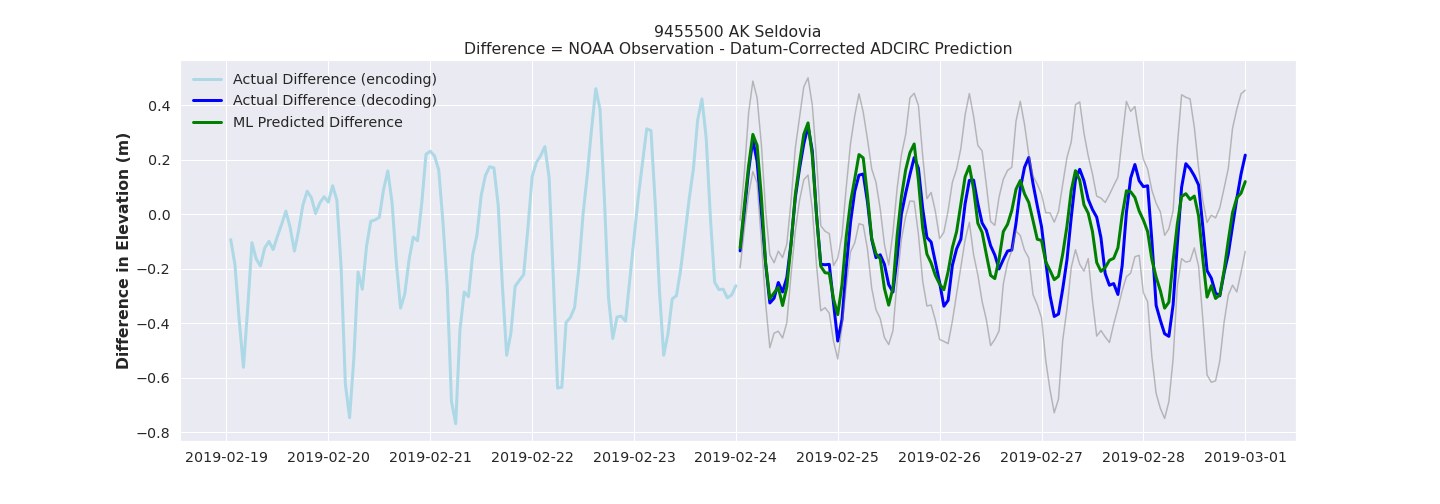 9455500 AK Seldovia
Difference = NOAA Observation - Datum-Corrected ADCIRC Prediction
Actual Difference (encoding)
Actual Difference (decoding)
ML Predicted Difference
Difference in Elevation (m)
0.4
0.2
0.0
−0.2
−0.4
−0.6
−0.8
2019-02-19 2019-02-20 2019-02-21 2019-02-22 2019-02-23 2019-02-24 2019-02-25 2019-02-26 2019-02-27 2019-02-28 2019-03-01